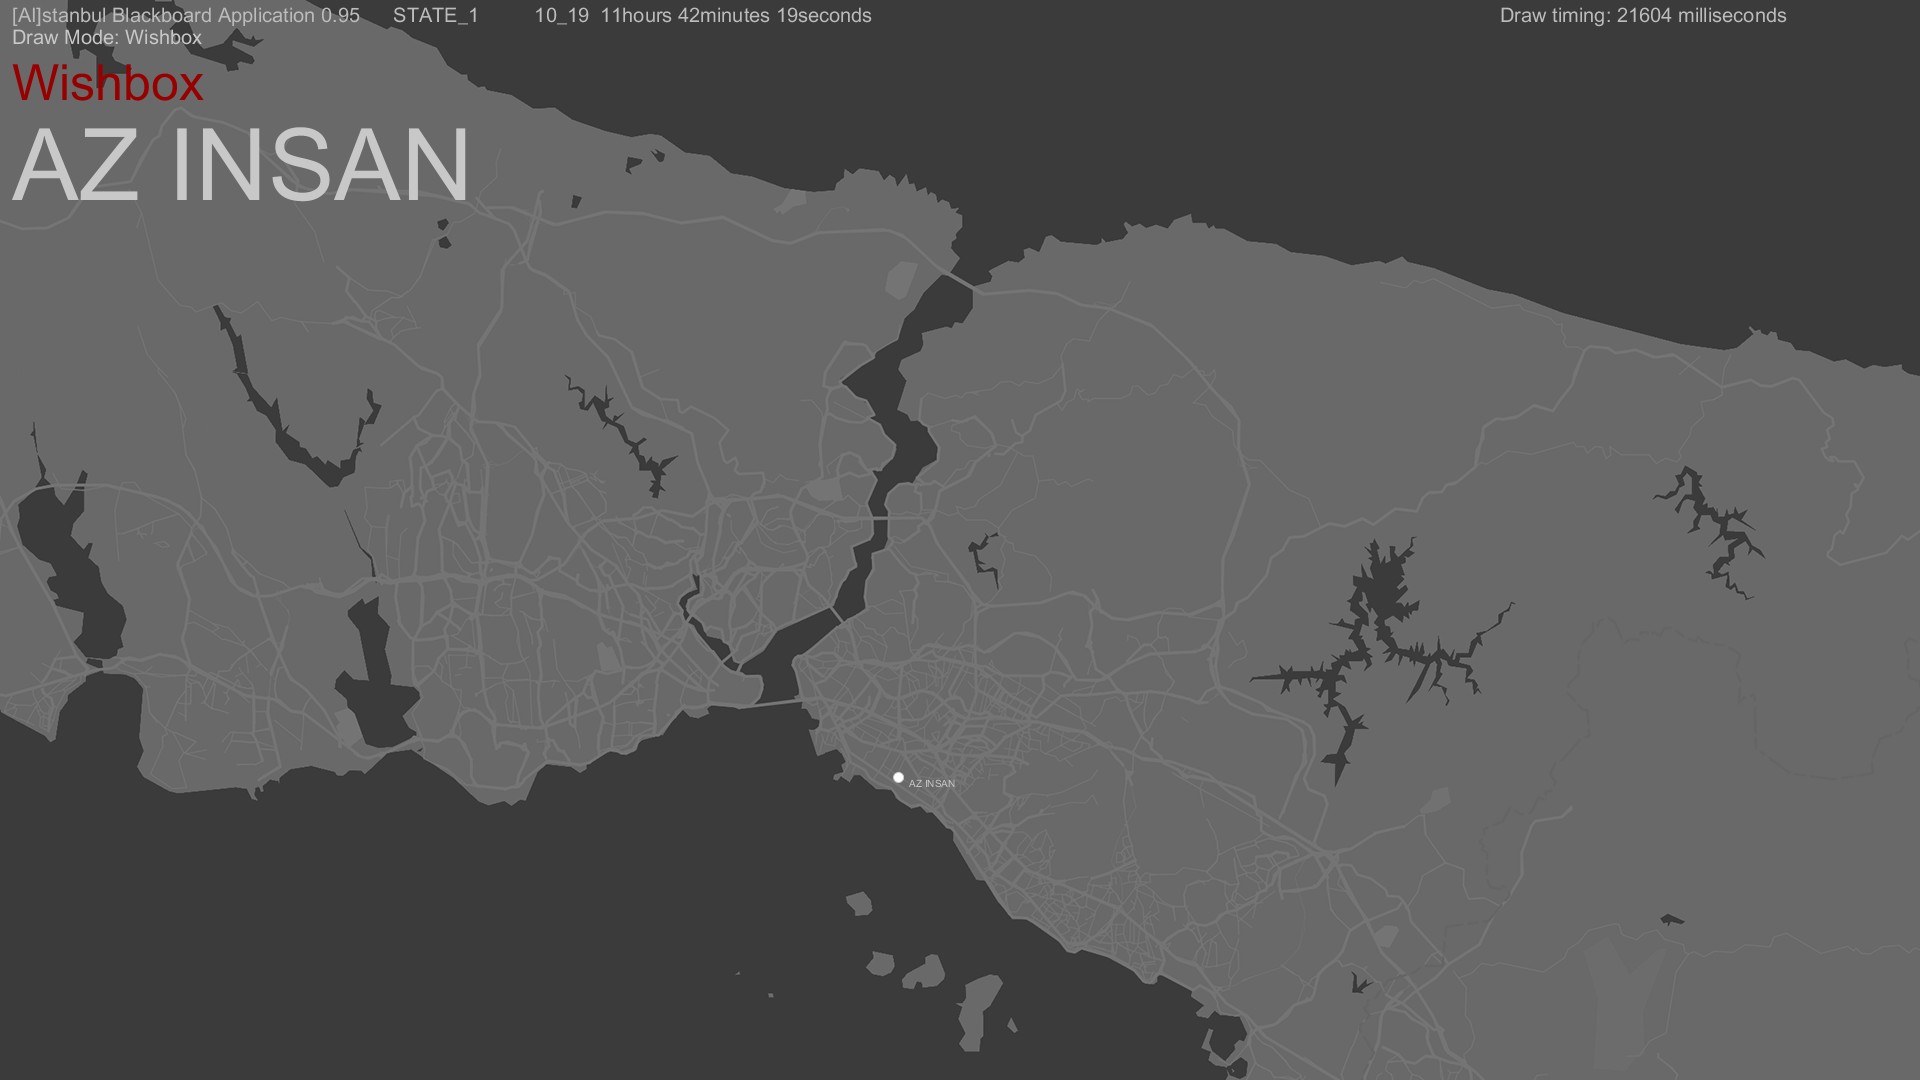 [AI]stanbul Blackboard Application 0.95 STATE_1 10_19 11hours 42minutes 19seconds Draw timing: 21604 milliseconds
Draw Mode: Wishbox
Wishbox
AZ INSAN
AZ INSAN